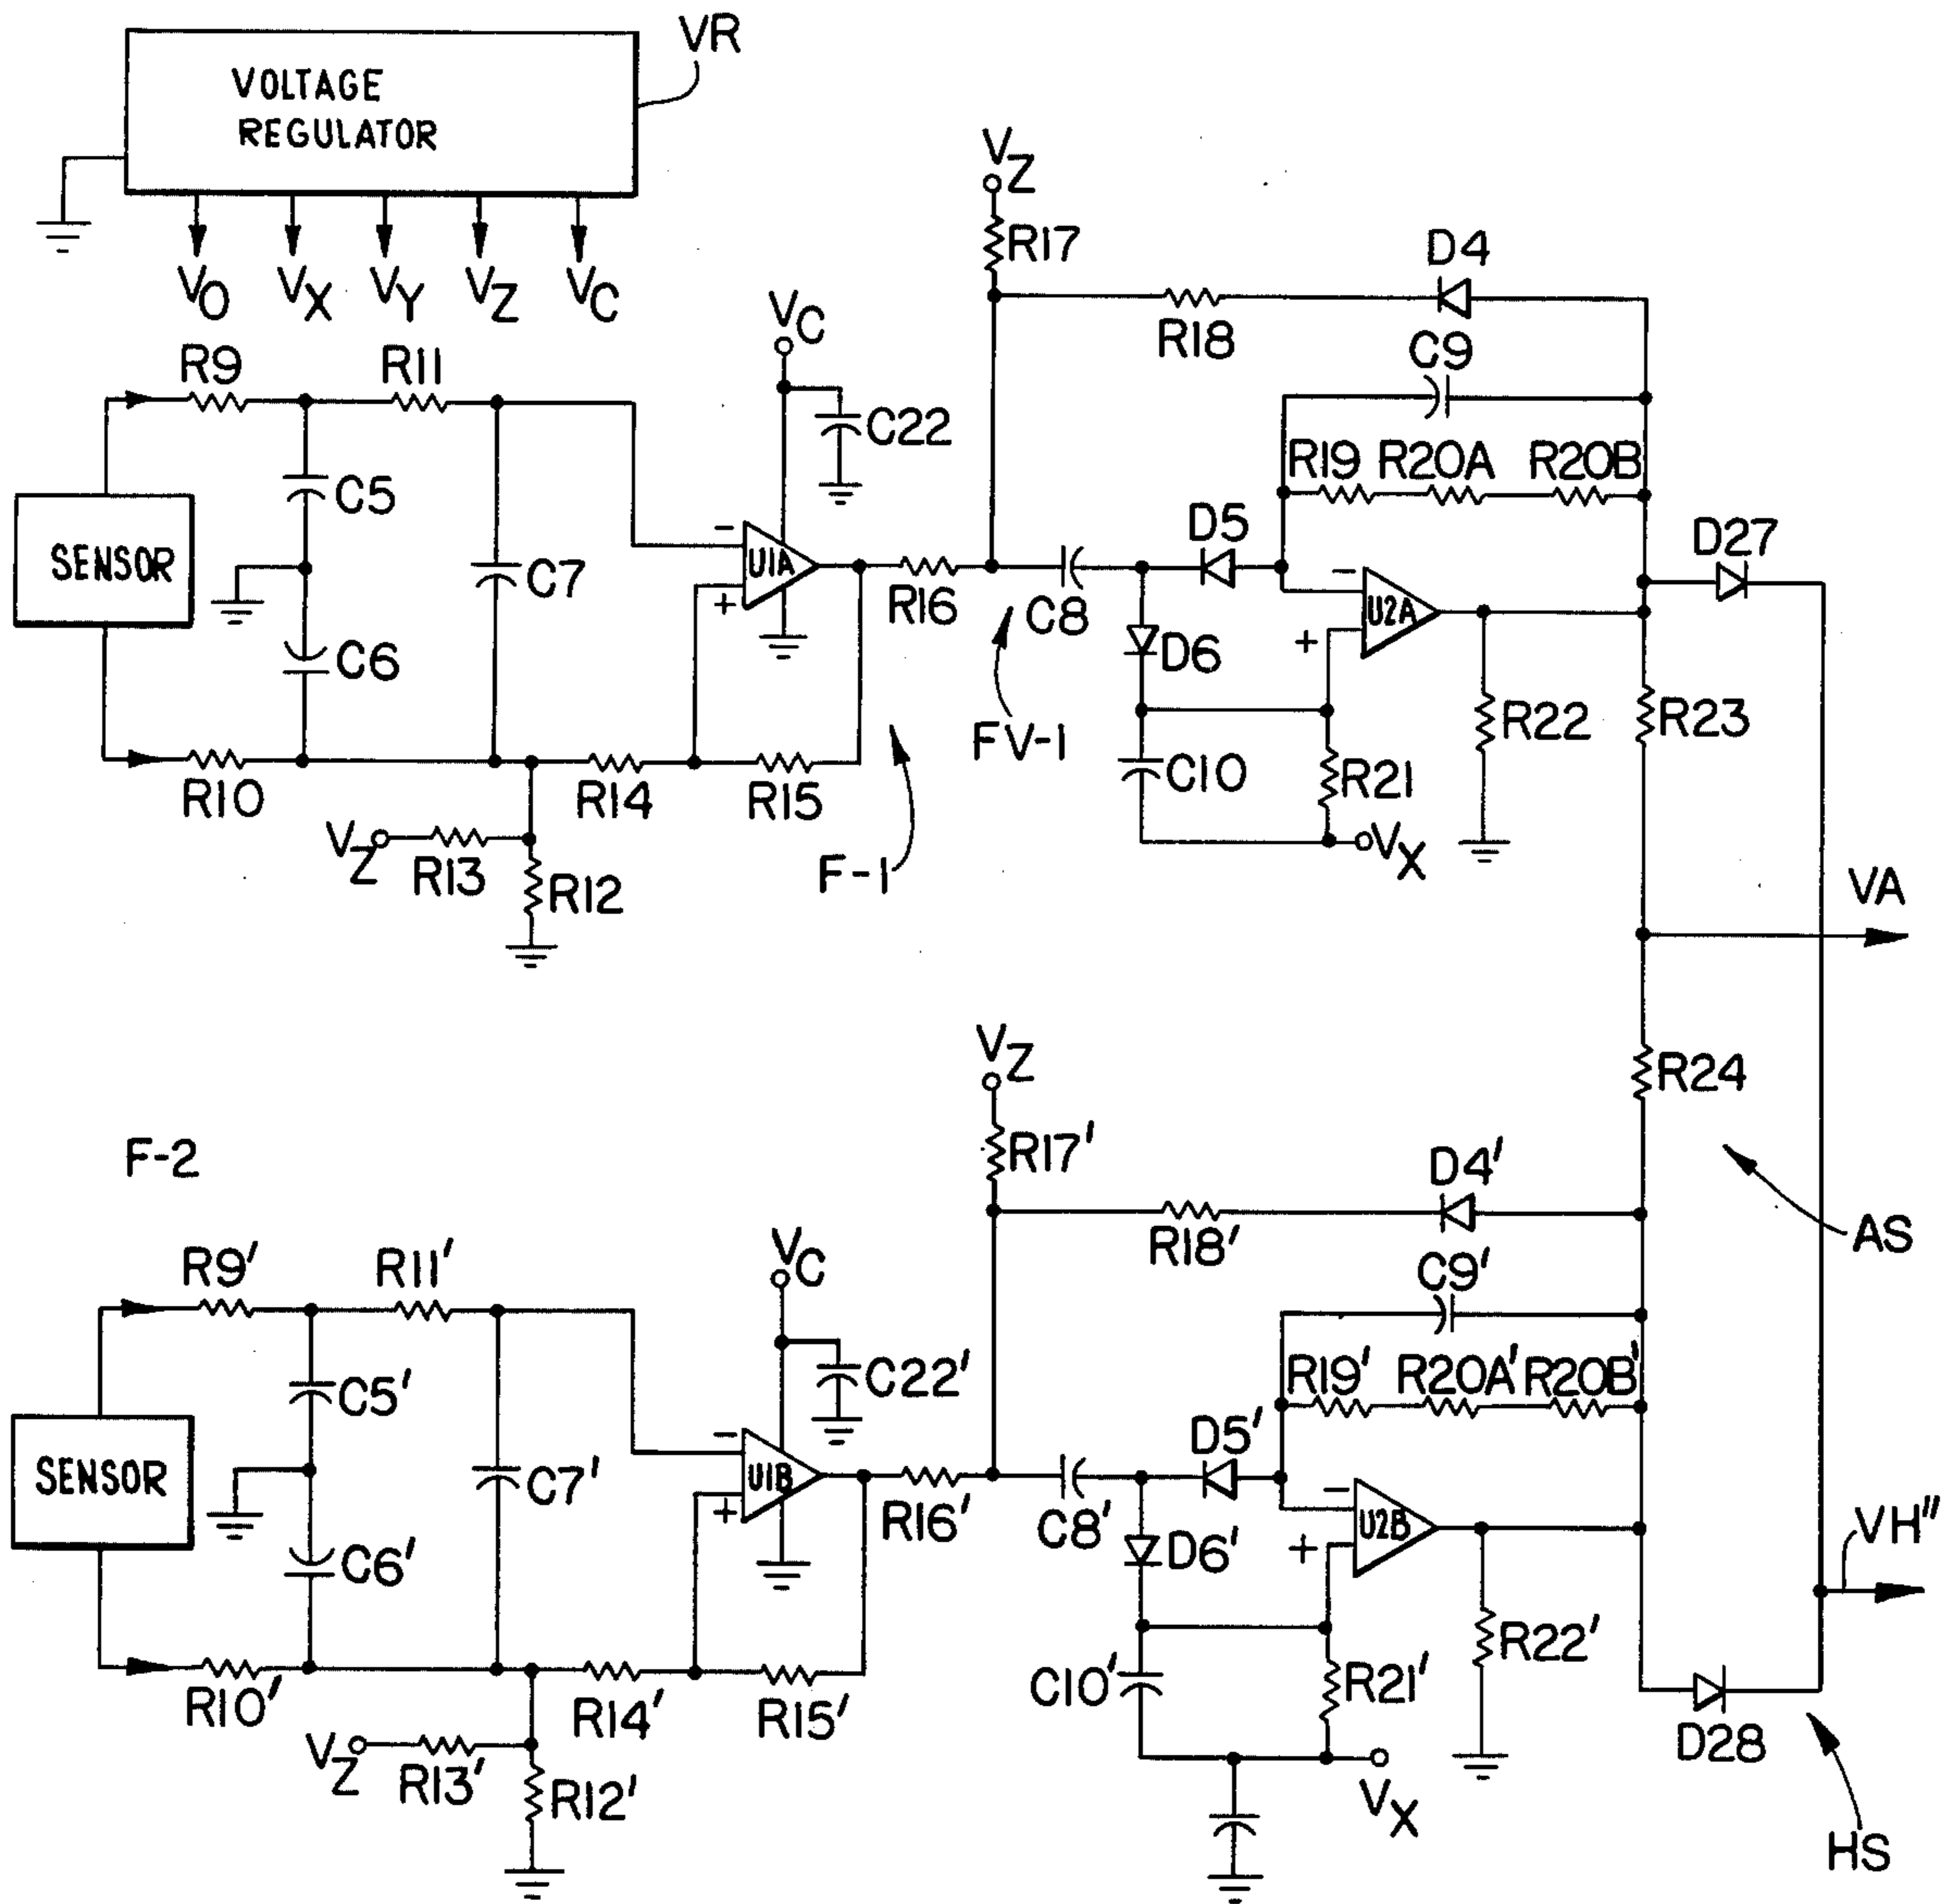 VR
VOLTAGE
REGULATOR
VO VX VY VZ VC
VZ
R17
D4
R18
C9
VC
R9 R11
C22
R19 R20A R20B
C5
D5
D27
SENSOR
C7
-
U1A
+
R16
C8
-
U2A
+
D6
C6
FV-1
R22
R23
R10
R14
R15
C10
R21
VZ
R13
F-1
VX
R12
VA
VZ
R24
F-2
R17'
D4'
R18'
AS
VC
R9' R11'
C9'
C22'
R19' R20A' R20B'
C5'
D5'
SENSOR
C7'
-
U1B
+
R16'
C8'
-
U2B
+
D6'
VH"
C6'
R22'
R10'
R14'
R15'
C10'
R21'
VZ
R13'
D28
R12'
VX
HS